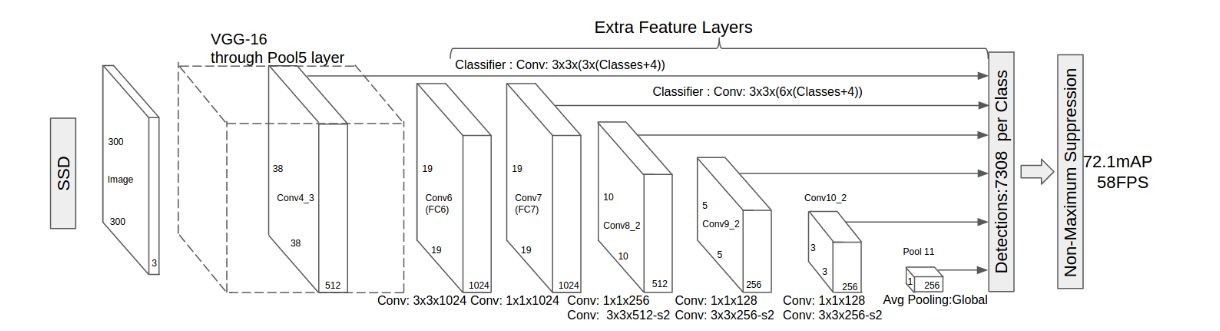 Extra Feature Layers
VGG-16
through Pool5 layer
Classifier : Conv: 3x3x(3x(Classes+4))
Classifier : Conv: 3x3x(6x(Classes+4))
SSD
300
Image
300
3
38
Conv4_3
38
512
19
Conv6
(FC6)
19
1024
19
Conv7
(FC7)
19
1024
10
Conv8_2
10
512
5
Conv9_2
5
256
Conv10_2
3
3
256
Pool 11
1
256
Conv: 3x3x1024
Conv: 1x1x1024
Conv: 1x1x256
Conv: 3x3x512-s2
Conv: 1x1x128
Conv: 3x3x256-s2
Conv: 1x1x128
Conv: 3x3x256-s2
Avg Pooling:Global
Detections:7308 per Class
Non-Maximum Suppression
72.1mAP
58FPS